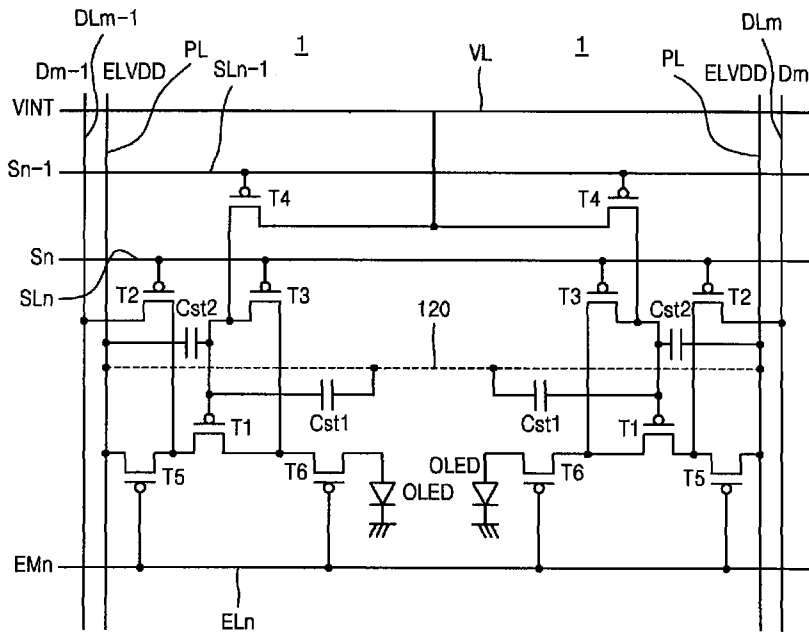 DLm-1 1 1 DLm
Dm-1 ELVDD PL SLn-1 VL PL ELVDD Dm
VINT
Sn-1
T4 T4
Sn
SLn T2 Cst2 T3 120 T3 Cst2 T2
Cst1 Cst1
T1 T1
T5 T6 OLED OLED T6 T5
EMn
ELn